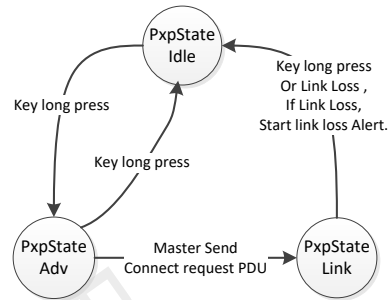 PxpState
Idle
Key long press
Or Link Loss ,
If Link Loss,
Start link loss Alert.
Key long press
Key long press
PxpState
Adv
Master Send
Connect request PDU
PxpState
Link